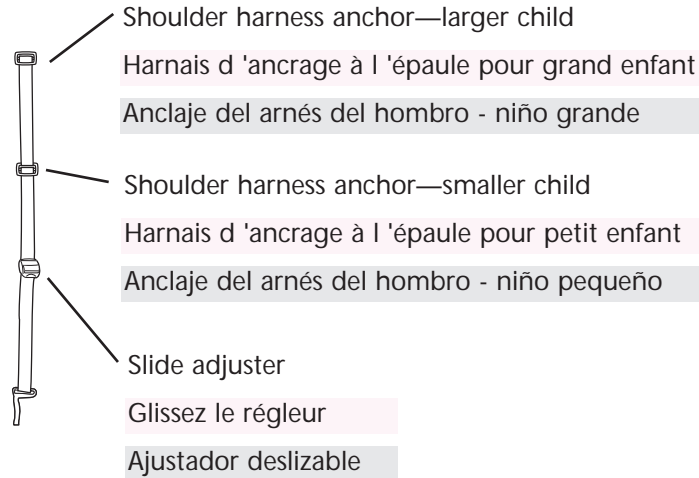 Shoulder harness anchor—larger child
Harnais d 'ancrage à l 'épaule pour grand enfant
Anclaje del arnés del hombro - niño grande
Shoulder harness anchor—smaller child
Harnais d 'ancrage à l 'épaule pour petit enfant
Anclaje del arnés del hombro - niño pequeño
Slide adjuster
Glissez le régleur
Ajustador deslizable